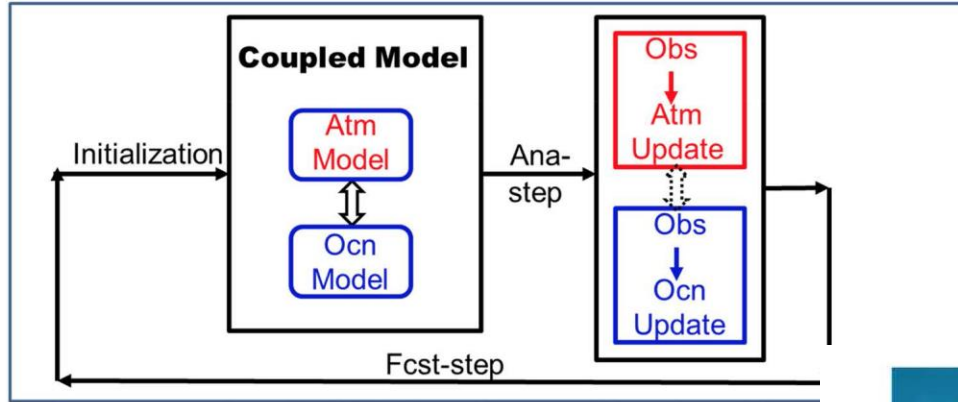 Coupled Model
Atm
Model
Ocn
Model
Initialization
Ana-
step
Obs
Atm
Update
Obs
Ocn
Update
Fcst-step